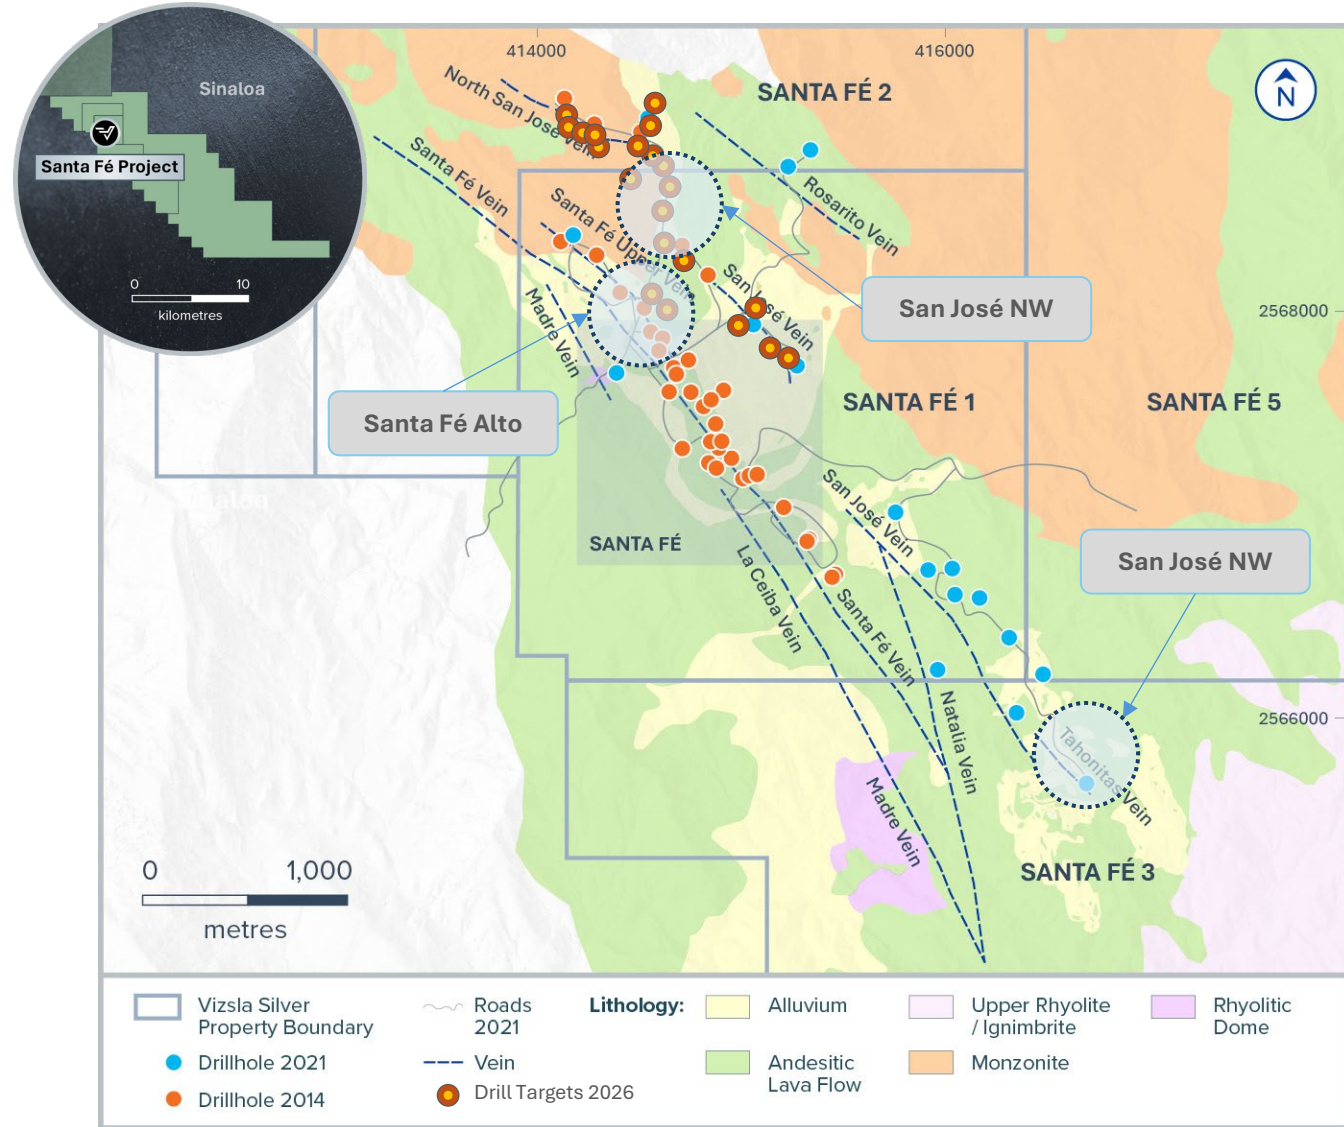 Sinaloa
Santa Fé Project
0 10
kilometres
414000
416000
2568000
2566000
N
SANTA FÉ 2
North San José Vein
Santa Fé Vein
Santa Fé Upper Vein
Rosarito Vein
San José Vein
Madre Vein
San José NW
Santa Fé Alto
SANTA FÉ 1
SANTA FÉ 5
San José Vein
SANTA FÉ
La Ceiba Vein
Santa Fé Vein
San José NW
Natalia Vein
Tahonitas Vein
Madre Vein
SANTA FÉ 3
0 1,000
metres
Vizsla Silver
Property Boundary
Drillhole 2021
Drillhole 2014
Roads
2021
Vein
Drill Targets 2026
Lithology:
Alluvium
Andesitic
Lava Flow
Upper Rhyolite
/ Ignimbrite
Monzonite
Rhyolitic
Dome